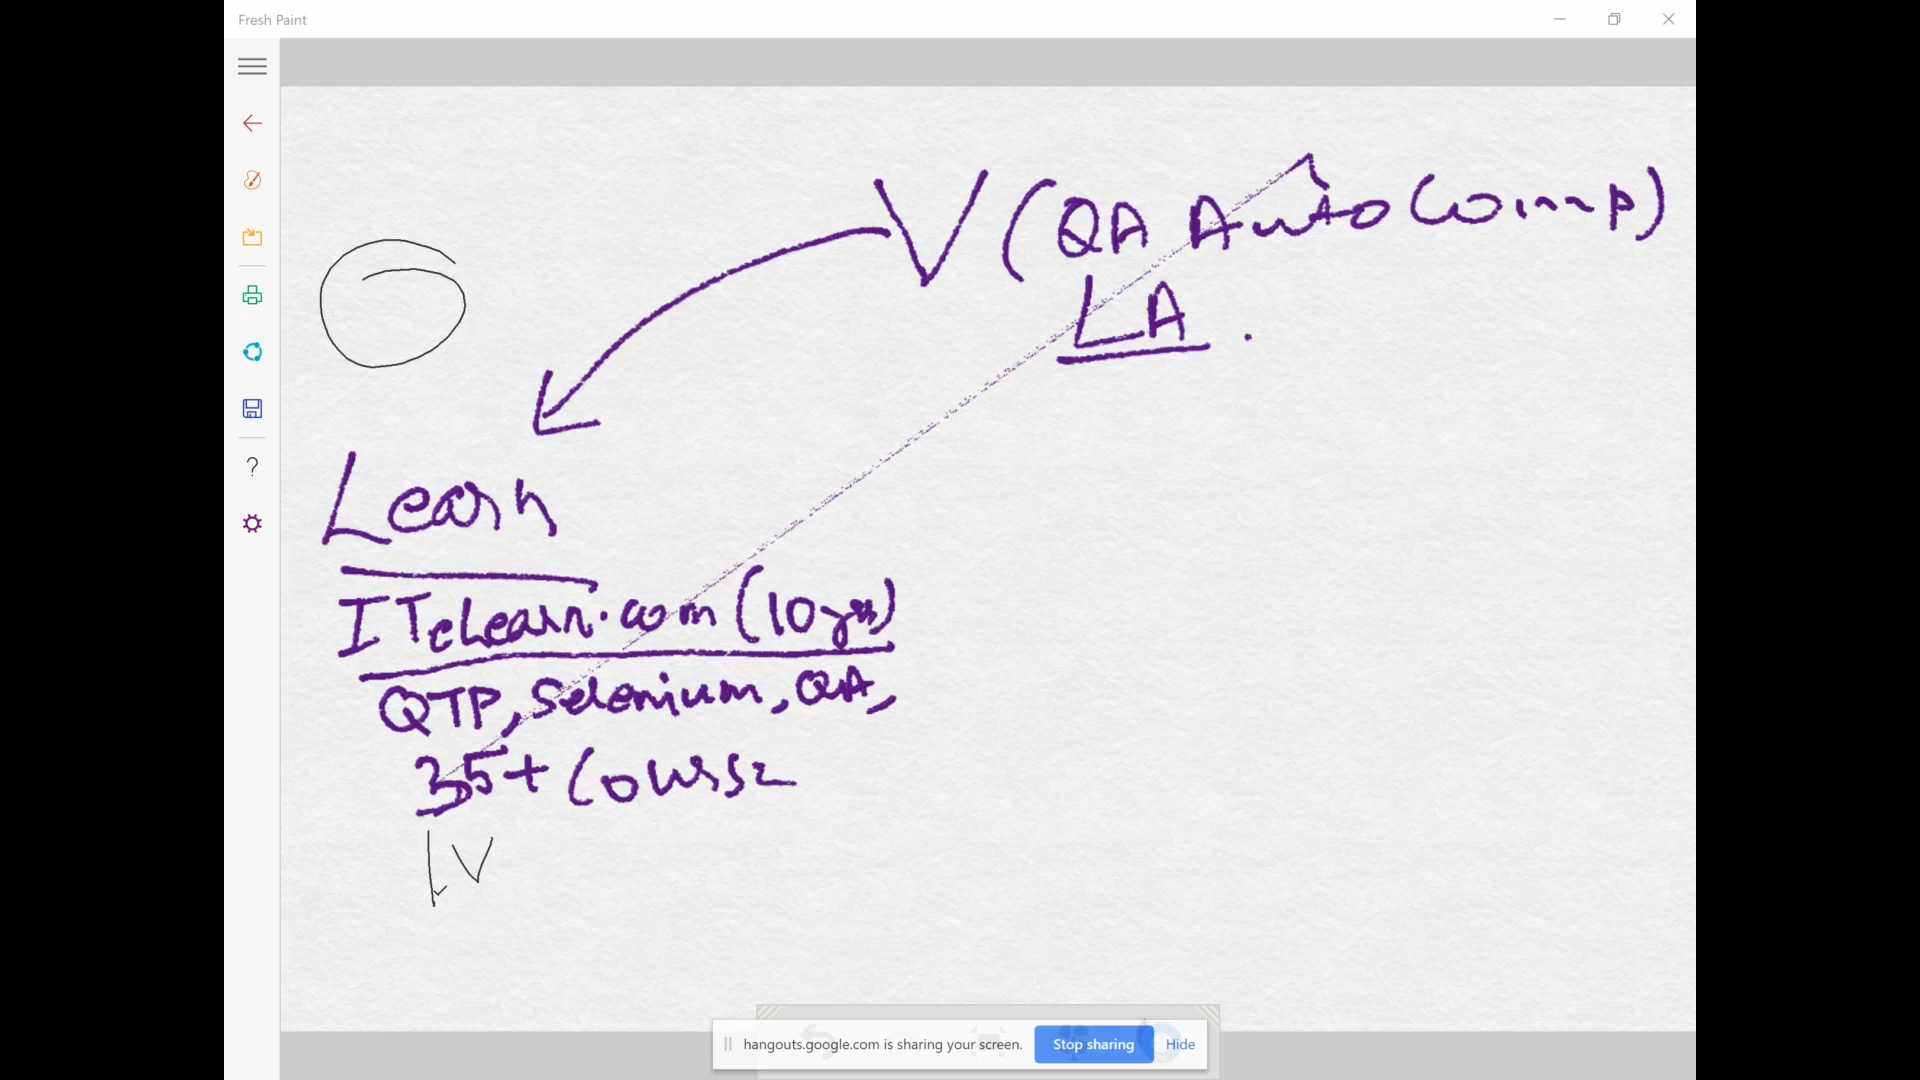 Fresh Paint
V (QA Auto Comp)
LA.
Learn
ITeLearn.com (10yrs)
QTP, Selenium, QA,
35+ Course
hangouts.google.com is sharing your screen.
Stop sharing
Hide